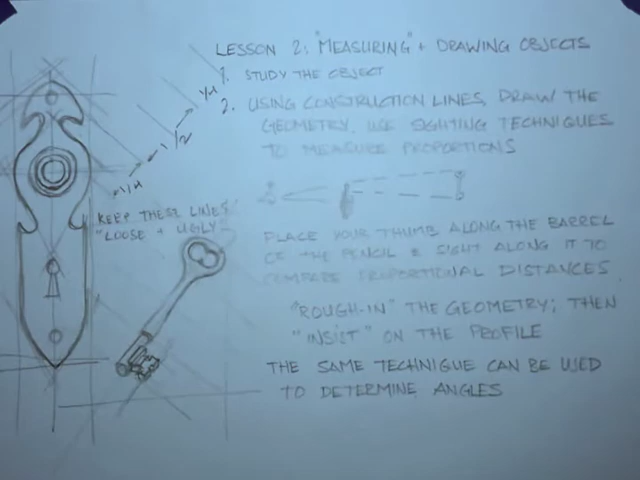 LESSON 2: "MEASURING" + DRAWING OBJECTS
1. STUDY THE OBJECT
2. USING CONSTRUCTION LINES, DRAW THE
GEOMETRY. USE SIGHTING TECHNIQUES
TO MEASURE PROPORTIONS
1/4
1/2
1/4
KEEP THESE LINES
"LOOSE + UGLY"
PLACE YOUR THUMB ALONG THE BARREL
OF THE PENCIL & SIGHT ALONG IT TO
COMPARE PROPORTIONAL DISTANCES.
"ROUGH-IN" THE GEOMETRY; THEN
"INSIST" ON THE PROFILE
THE SAME TECHNIQUE CAN BE USED
TO DETERMINE ANGLES